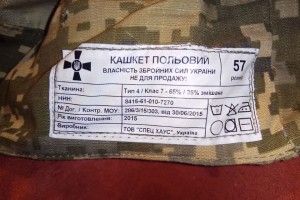 КАШКЕТ ПОЛЬОВИЙ
ВЛАСНІСТЬ ЗБРОЙНИХ СИЛ УКРАЇНИ
НЕ ДЛЯ ПРОДАЖУ!
57
розмір
Тканина: Тип 4 / Клас 7 - 65% / 35% змішані
ННН: 8415-61-010-7270
№ Дог. / Контр. МОУ 286/3/15/303, від 30/06/2015
Рік виготовлення: 2015
Виробник: ТОВ "СПЕЦ ХАУС", Україна